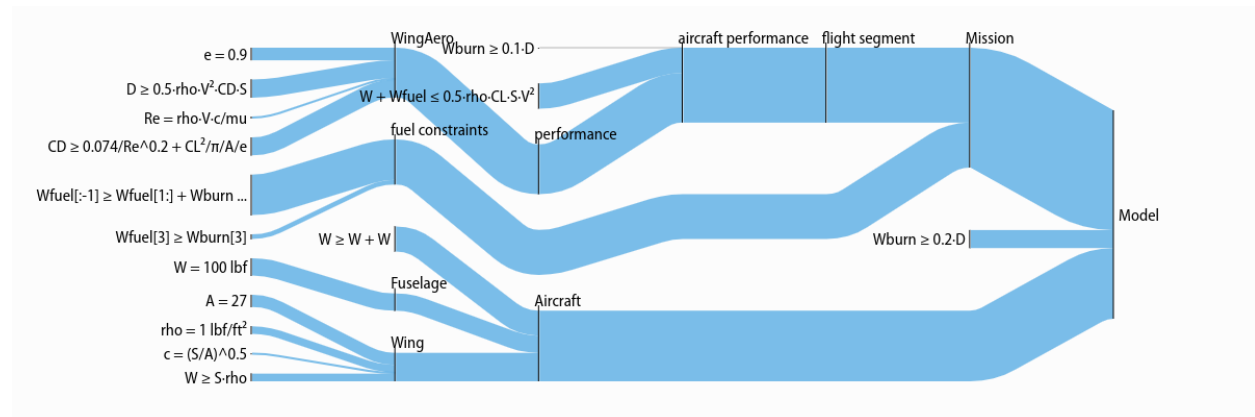 WingAero
Wburn ≥ 0.1·D
aircraft performance
flight segment
Mission
e = 0.9
D ≥ 0.5·rho·V²·CD·S
W + Wfuel ≤ 0.5·rho·CL·S·V²
Re = rho·V·c/mu
fuel constraints
performance
CD ≥ 0.074/Re^0.2 + CL²/π/A/e
Wfuel[:-1] ≥ Wfuel[1:] + Wburn ...
Model
Wfuel[3] ≥ Wburn[3]
W ≥ W + W
Wburn ≥ 0.2·D
W = 100 lbf
Fuselage
A = 27
Aircraft
rho = 1 lbf/ft²
Wing
c = (S/A)^0.5
W ≥ S·rho